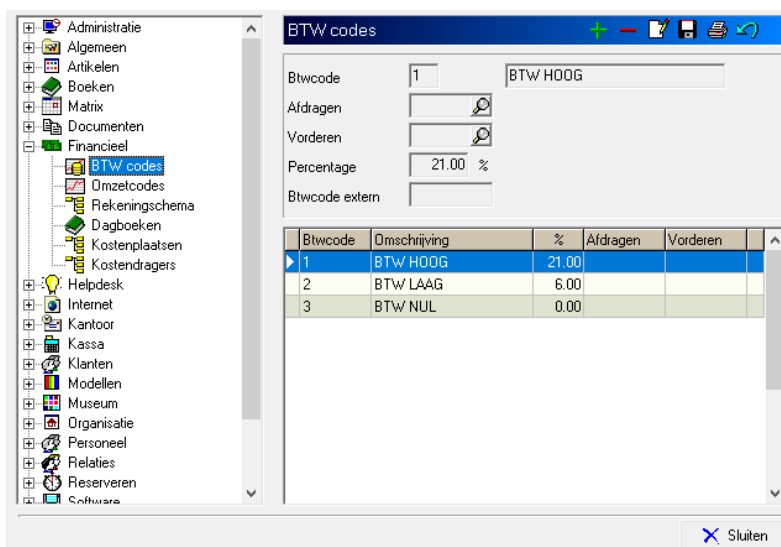 Administratie
Algemeen
Artikelen
Boeken
Matrix
Documenten
Financieel
BTW codes
Omzetcodes
Rekeningschema
Dagboeken
Kostenplaatsen
Kostendragers
Helpdesk
Internet
Kantoor
Kassa
Klanten
Modellen
Museum
Organisatie
Personeel
Relaties
Reserveren
Software
BTW codes
Btwcode 1 BTW HOOG
Afdragen
Vorderen
Percentage 21.00 %
Btwcode extern
Btwcode Omschrijving % Afdragen Vorderen
1 BTW HOOG 21.00
2 BTW LAAG 6.00
3 BTW NUL 0.00
Sluiten